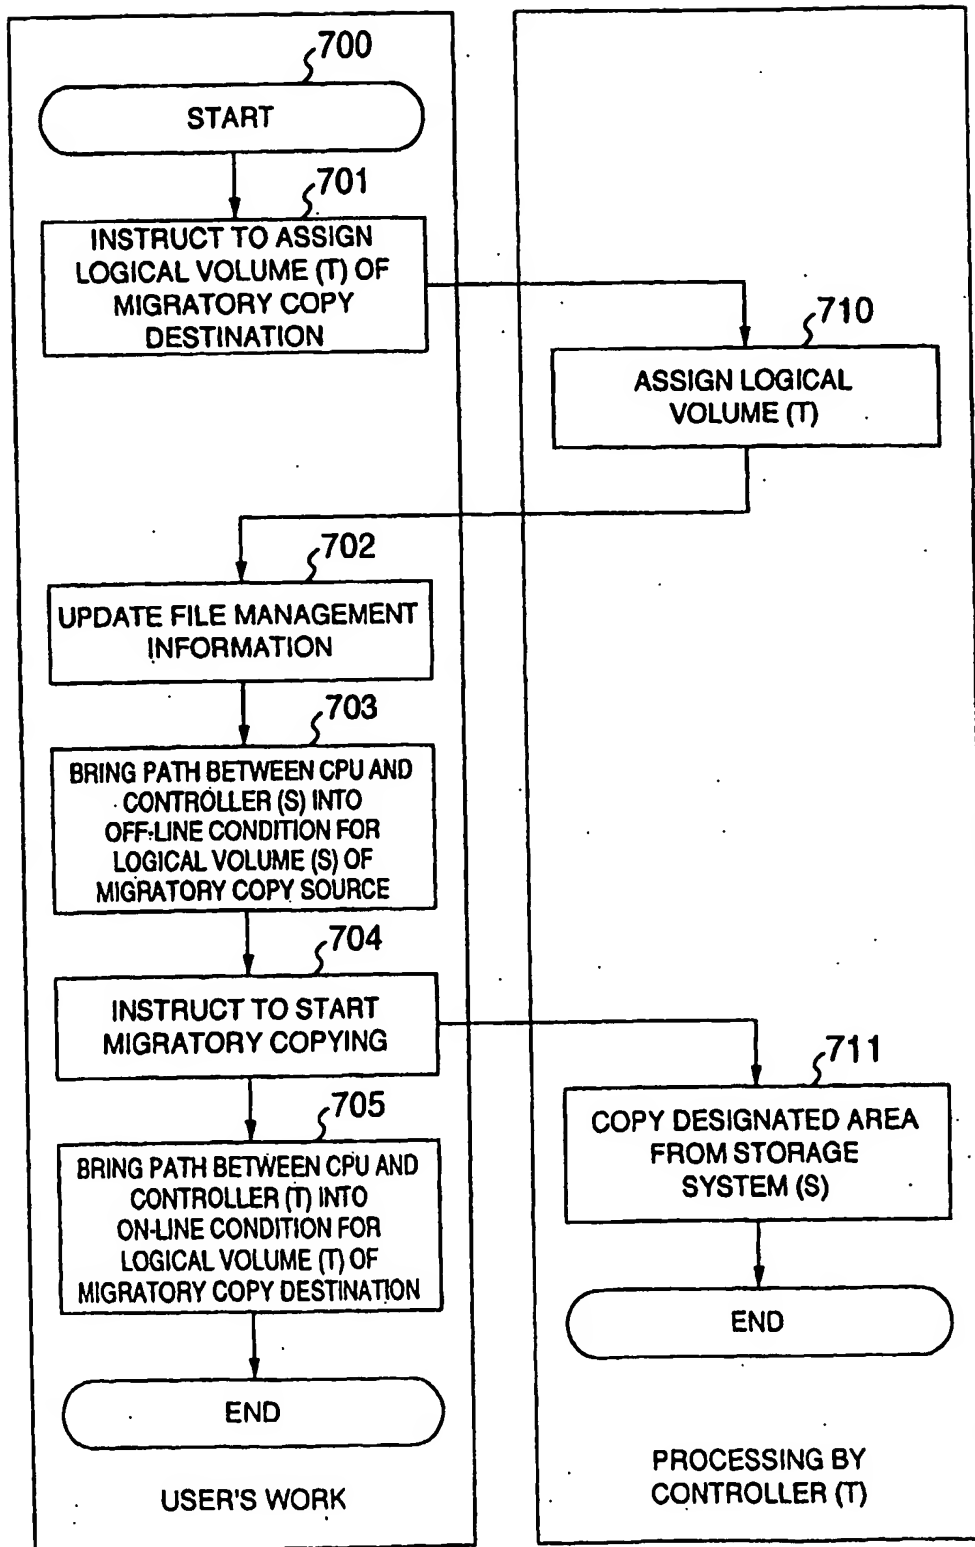 700
START
701
INSTRUCT TO ASSIGN
LOGICAL VOLUME (T) OF
MIGRATORY COPY
DESTINATION
710
ASSIGN LOGICAL
VOLUME (T)
702
UPDATE FILE MANAGEMENT
INFORMATION
703
BRING PATH BETWEEN CPU AND
CONTROLLER (S) INTO
OFF-LINE CONDITION FOR
LOGICAL VOLUME (S) OF
MIGRATORY COPY SOURCE
704
INSTRUCT TO START
MIGRATORY COPYING
711
COPY DESIGNATED AREA
FROM STORAGE
SYSTEM (S)
705
BRING PATH BETWEEN CPU AND
CONTROLLER (T) INTO
ON-LINE CONDITION FOR
LOGICAL VOLUME (T) OF
MIGRATORY COPY DESTINATION
END
END
USER'S WORK
PROCESSING BY
CONTROLLER (T)